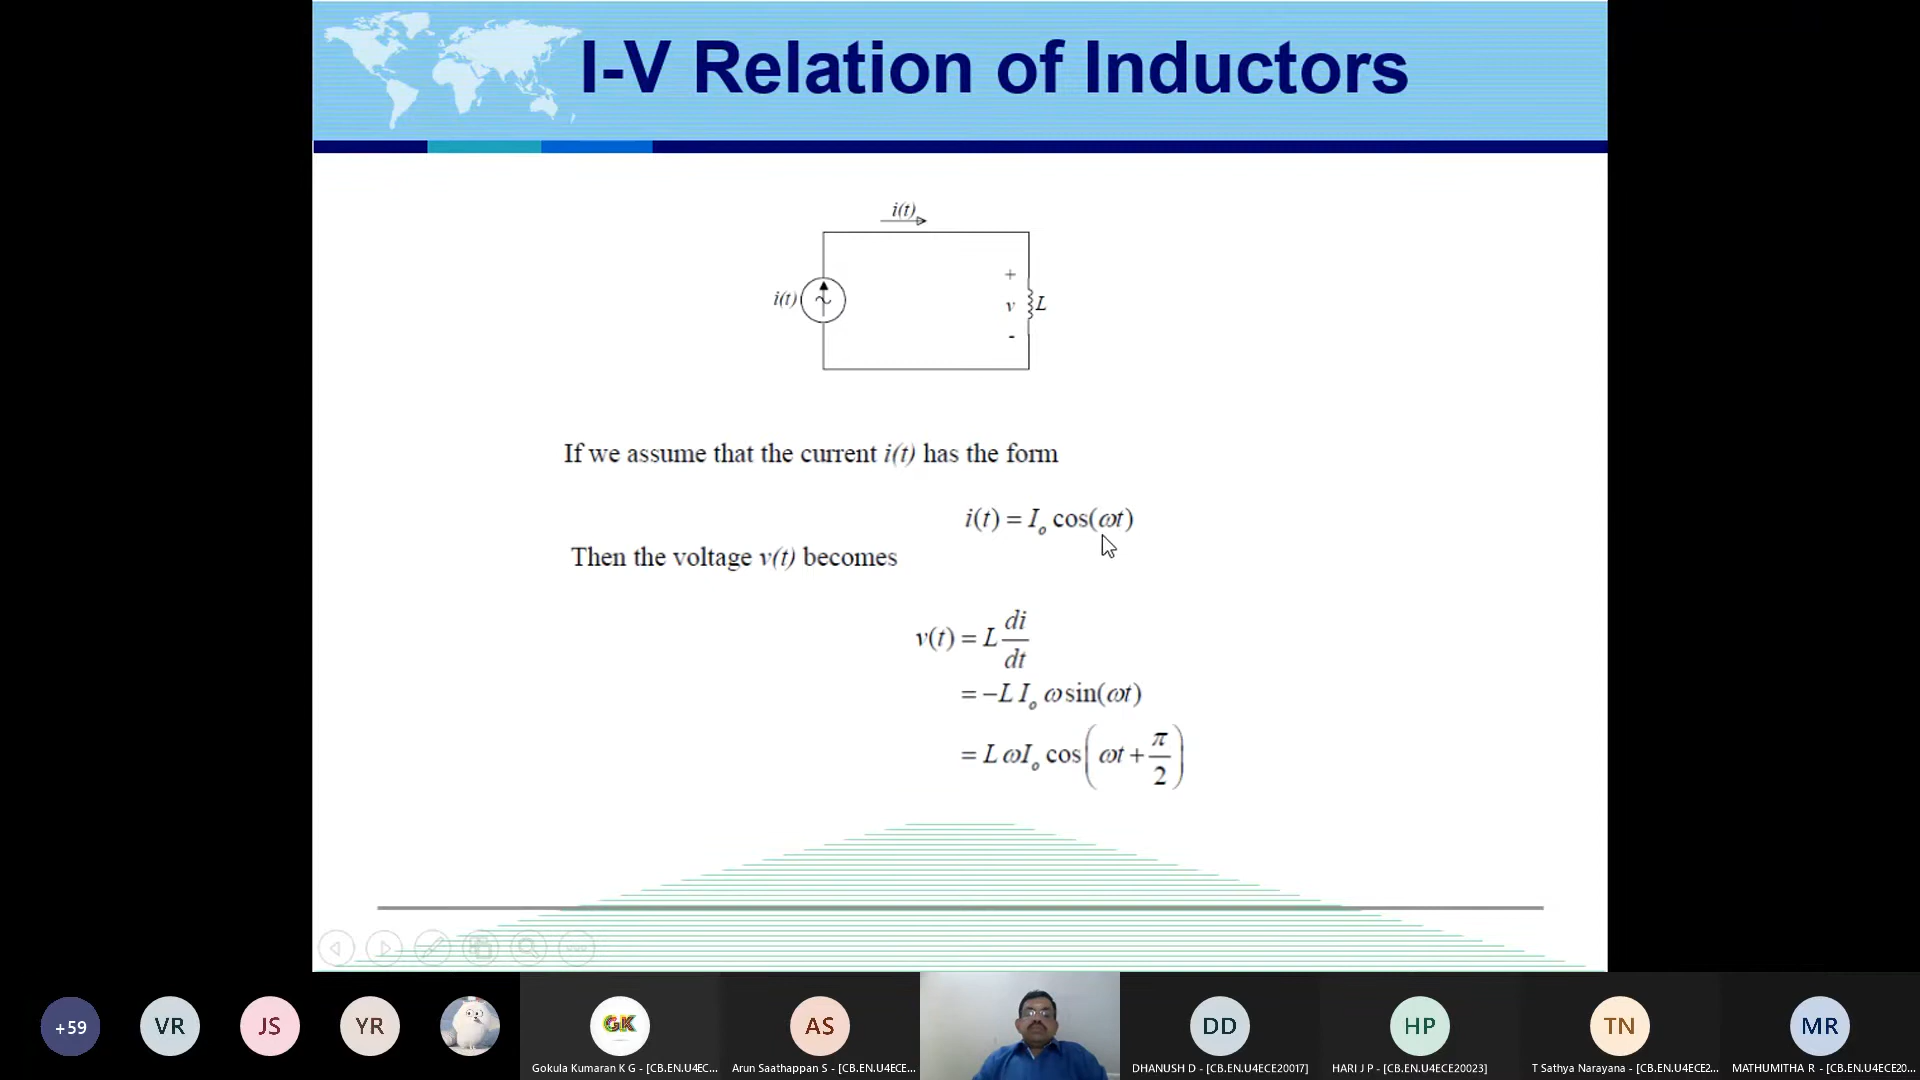 I-V Relation of Inductors
i(t)
i(t)
+
v
-
L
If we assume that the current i(t) has the form
i(t) = I_o cos(ωt)
Then the voltage v(t) becomes
v(t) = L di/dt
= -L I_o ω sin(ωt)
= L ωI_o cos(ωt + π/2)
+59
VR
JS
YR
GK
AS
DD
HP
TN
MR
Gokula Kumaran K G - [CB.EN.U4EC...
Arun Saathappan S - [CB.EN.U4ECE...
DHANUSH D - [CB.EN.U4ECE20017]
HARI J P - [CB.EN.U4ECE20023]
T Sathya Narayana - [CB.EN.U4ECE2...
MATHUMITHA R - [CB.EN.U4ECE20...